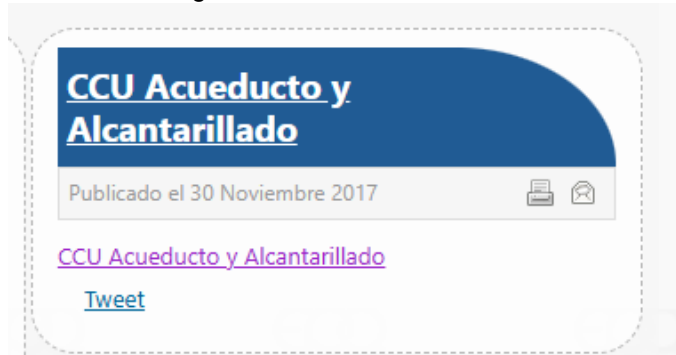 CCU Acueducto y
Alcantarillado
Publicado el 30 Noviembre 2017
CCU Acueducto y Alcantarillado
Tweet